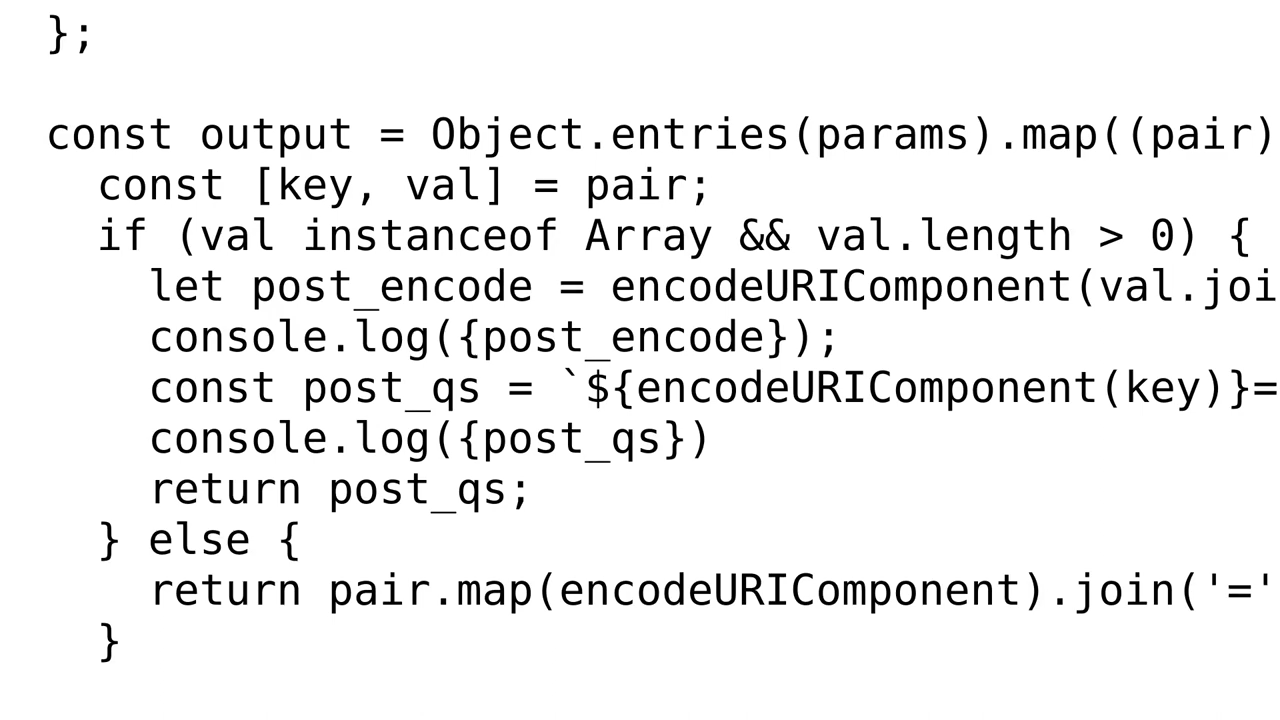 };
const output = Object.entries(params).map((pair)
const [key, val] = pair;
if (val instanceof Array && val.length > 0) {
let post_encode = encodeURIComponent(val.joi
console.log({post_encode});
const post_qs = `${encodeURIComponent(key)}=
console.log({post_qs})
return post_qs;
} else {
return pair.map(encodeURIComponent).join('='
}